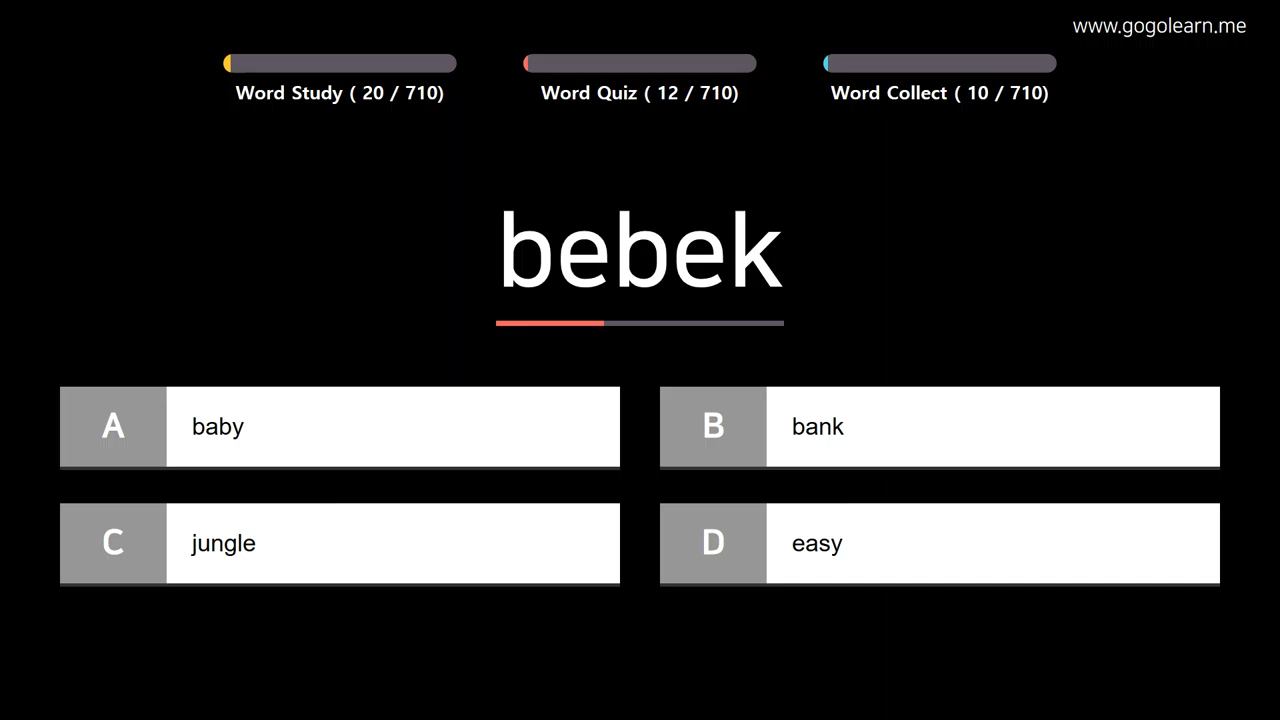 www.gogolearn.me
Word Study ( 20 / 710)
Word Quiz ( 12 / 710)
Word Collect ( 10 / 710)
bebek
A baby
B bank
C jungle
D easy